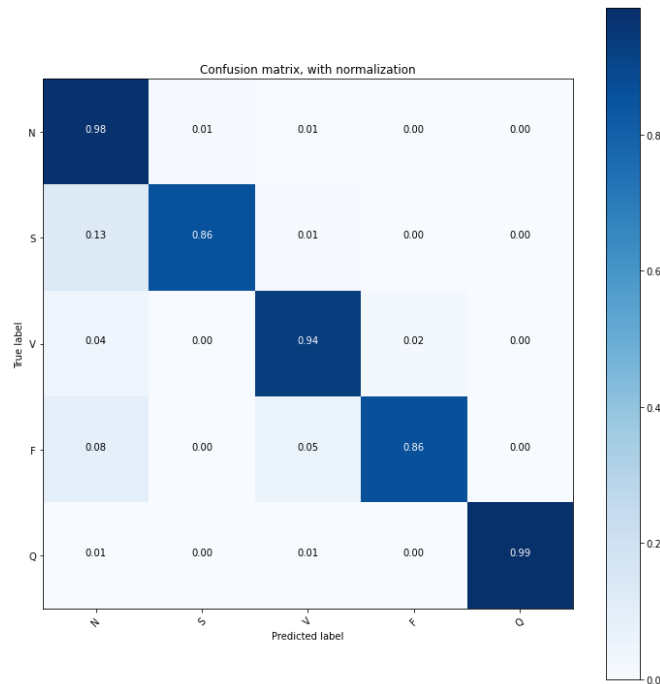 Confusion matrix, with normalization
N 0.98 0.01 0.01 0.00 0.00
S 0.13 0.86 0.01 0.00 0.00
V 0.04 0.00 0.94 0.02 0.00
F 0.08 0.00 0.05 0.86 0.00
Q 0.01 0.00 0.01 0.00 0.99
True label
N S V F Q
Predicted label
0.8
0.6
0.4
0.2
0.0